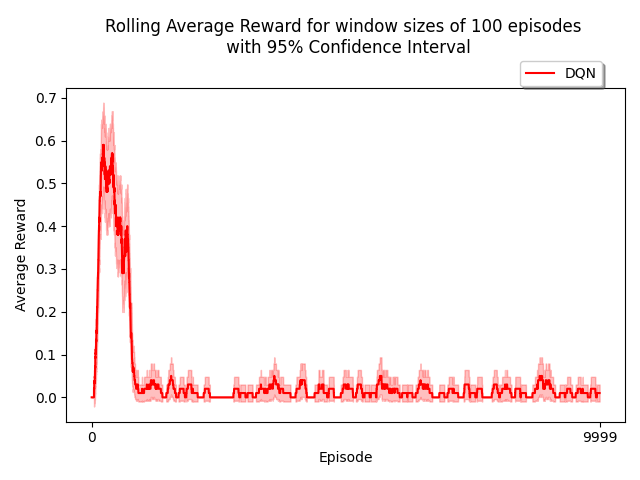 Rolling Average Reward for window sizes of 100 episodes
with 95% Confidence Interval
DQN
Average Reward
0.7
0.6
0.5
0.4
0.3
0.2
0.1
0.0
0 9999
Episode